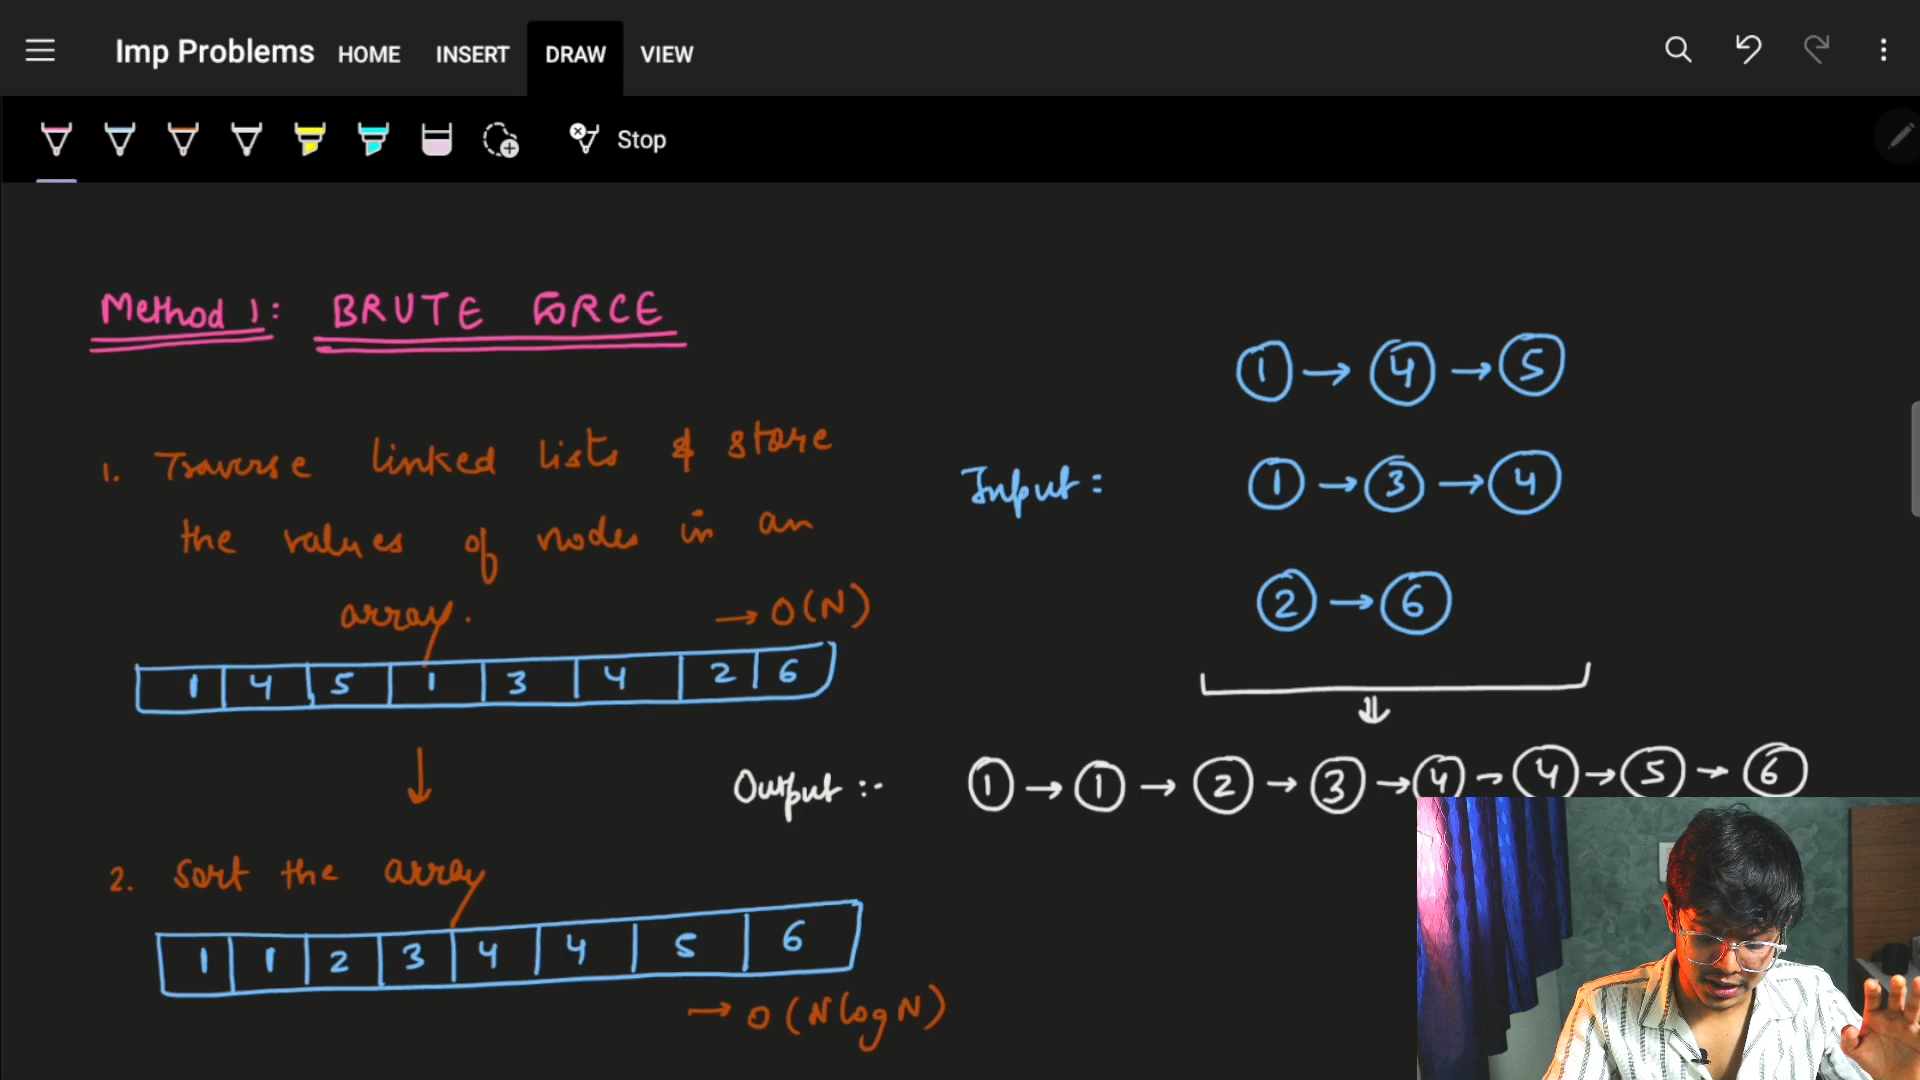 Imp Problems HOME INSERT DRAW VIEW
Stop
Method 1: BRUTE FORCE
1. Traverse linked lists & store
the values of nodes in an
array. → O(N)
1 4 5 1 3 4 2 6
↓
2. Sort the array
1 1 2 3 4 4 5 6
→ O(N log N)
Input:
1 → 4 → 5
1 → 3 → 4
2 → 6
⇓
Output :- 1 → 1 → 2 → 3 → 4 → 4 → 5 → 6